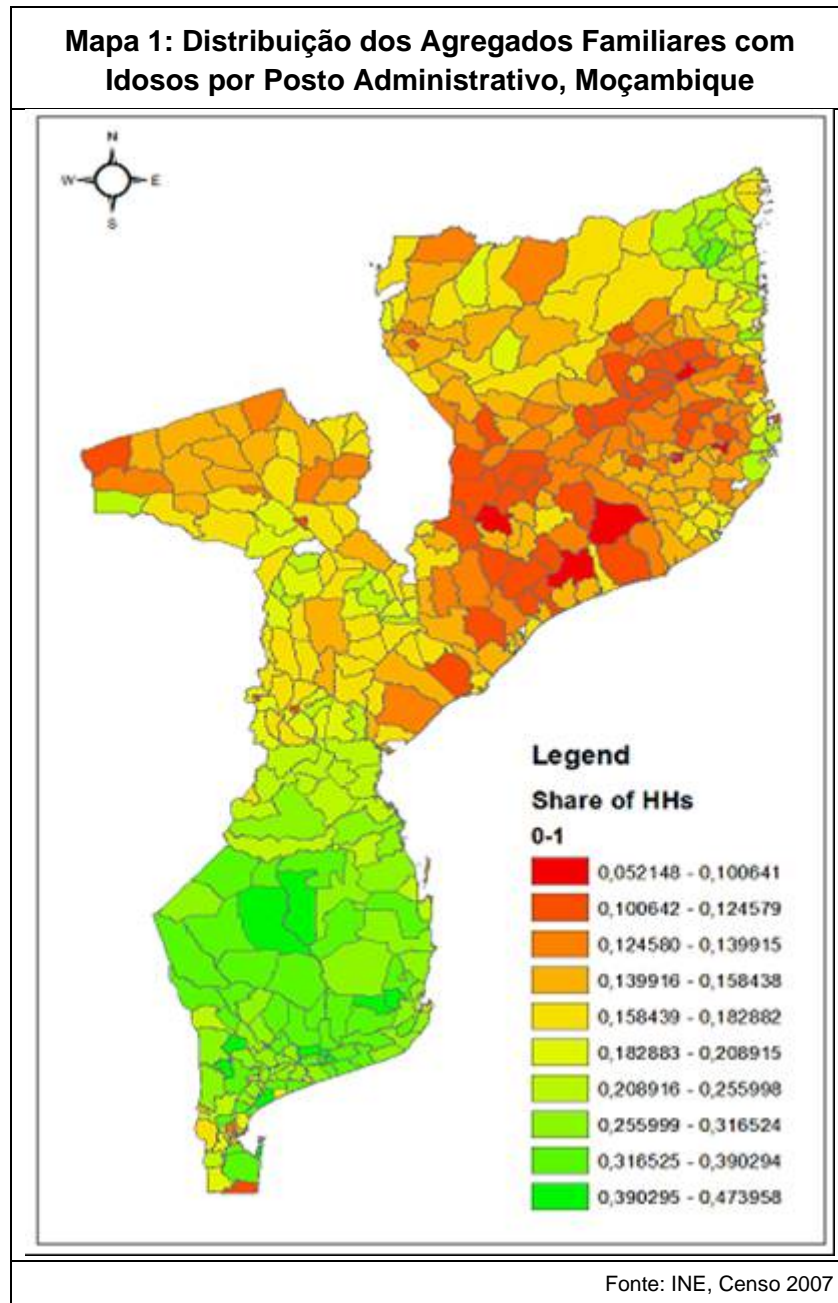 Mapa 1: Distribuição dos Agregados Familiares com
Idosos por Posto Administrativo, Moçambique
N
W
E
S
Legend
Share of HHs
0-1
0,052148 - 0,100641
0,100642 - 0,124579
0,124580 - 0,139915
0,139916 - 0,158438
0,158439 - 0,182882
0,182883 - 0,208915
0,208916 - 0,255998
0,255999 - 0,316524
0,316525 - 0,390294
0,390295 - 0,473958
Fonte: INE, Censo 2007